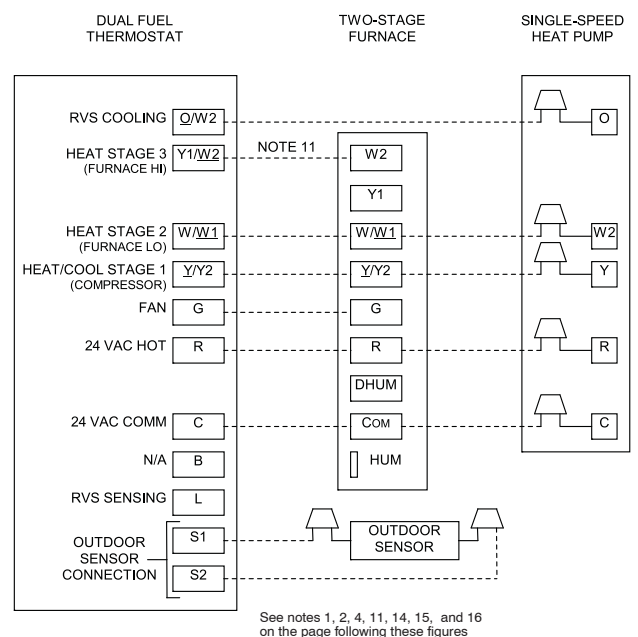 DUAL FUEL
THERMOSTAT
TWO-STAGE
FURNACE
SINGLE-SPEED
HEAT PUMP
RVS COOLING
O/W2
O
HEAT STAGE 3
(FURNACE HI)
Y1/W2
NOTE 11
W2
Y1
HEAT STAGE 2
(FURNACE LO)
W/W1
W/W1
W2
HEAT/COOL STAGE 1
(COMPRESSOR)
Y/Y2
Y/Y2
Y
FAN
G
G
24 VAC HOT
R
R
R
DHUM
24 VAC COMM
C
COM
C
N/A
B
HUM
RVS SENSING
L
OUTDOOR
SENSOR
CONNECTION
S1
S2
OUTDOOR
SENSOR
See notes 1, 2, 4, 11, 14, 15, and 16
on the page following these figures